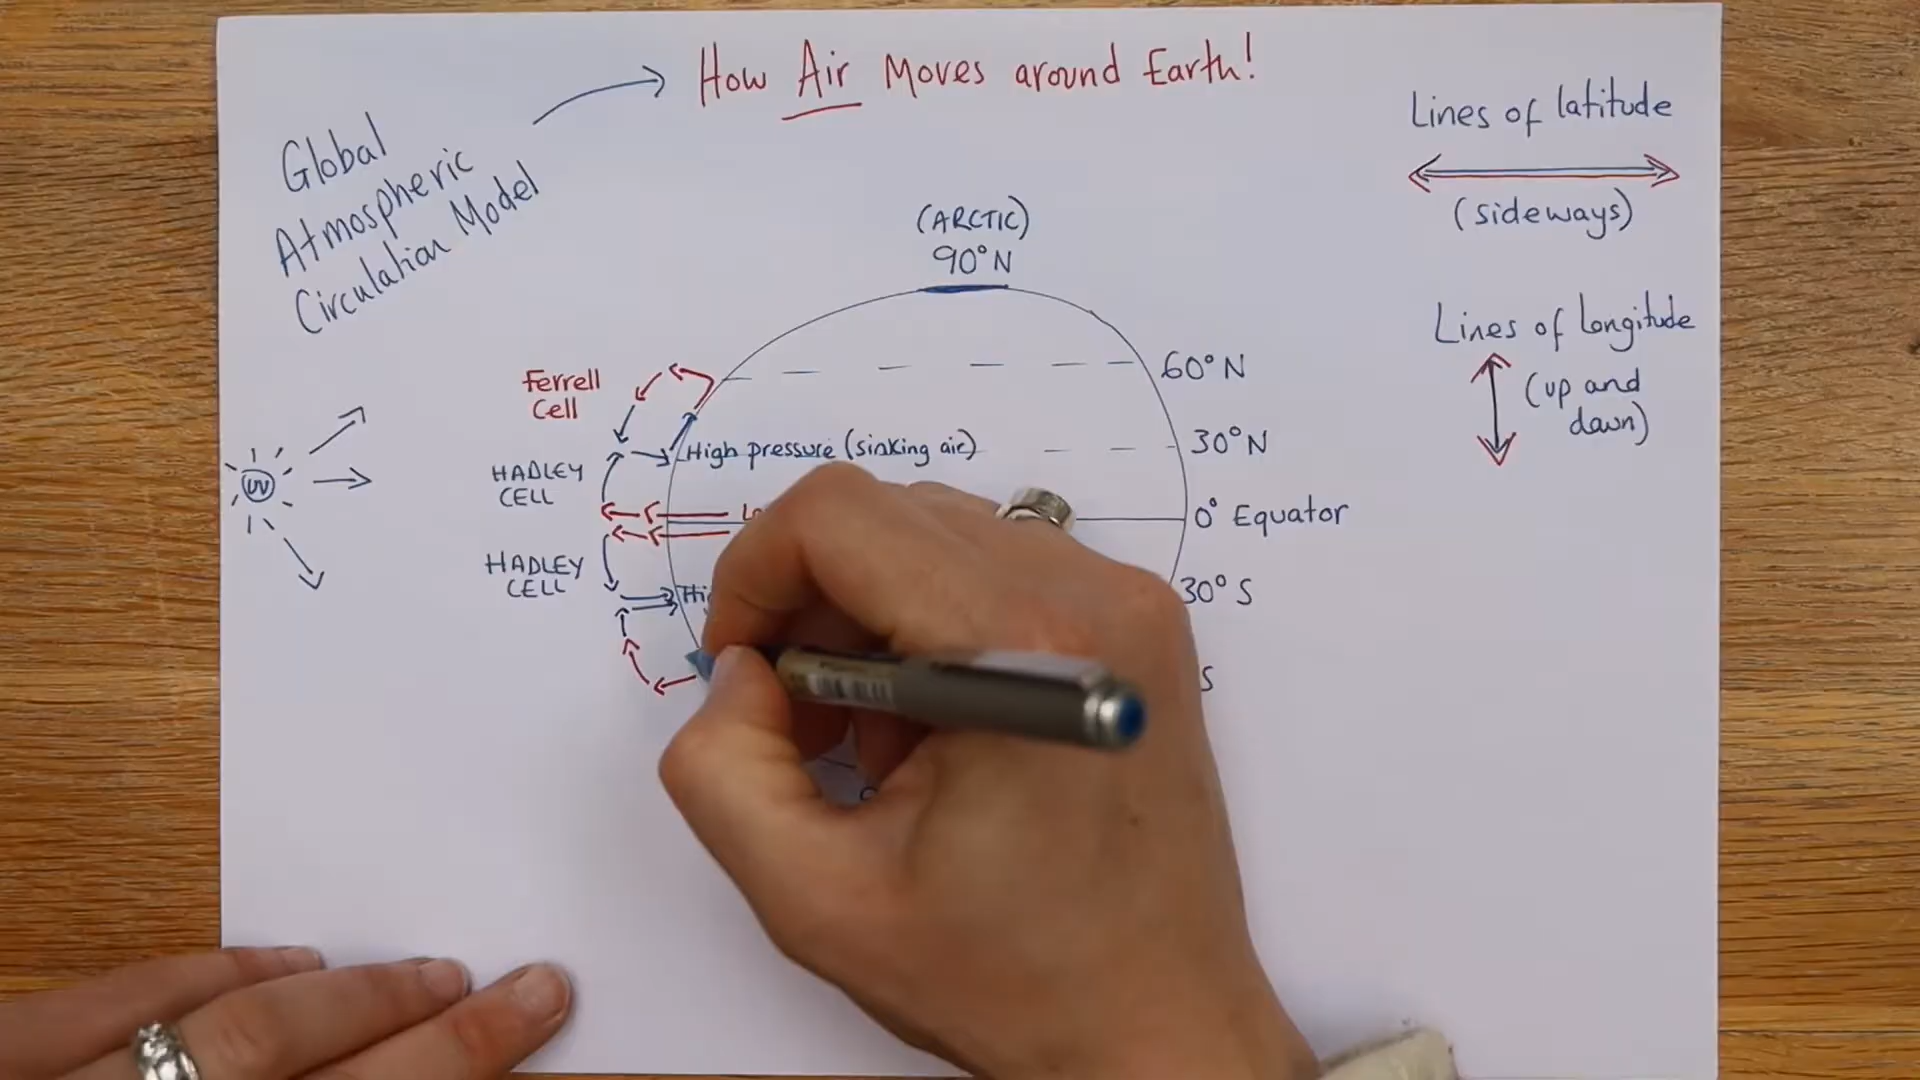 How Air Moves around Earth!
Global
Atmospheric
Circulation Model
Lines of latitude
(sideways)
(ARCTIC)
90°N
Lines of longitude
(up and
down)
60°N
Ferrell
Cell
30°N
High pressure (sinking air)
HADLEY
CELL
UV
0° Equator
HADLEY
CELL
30° S
S